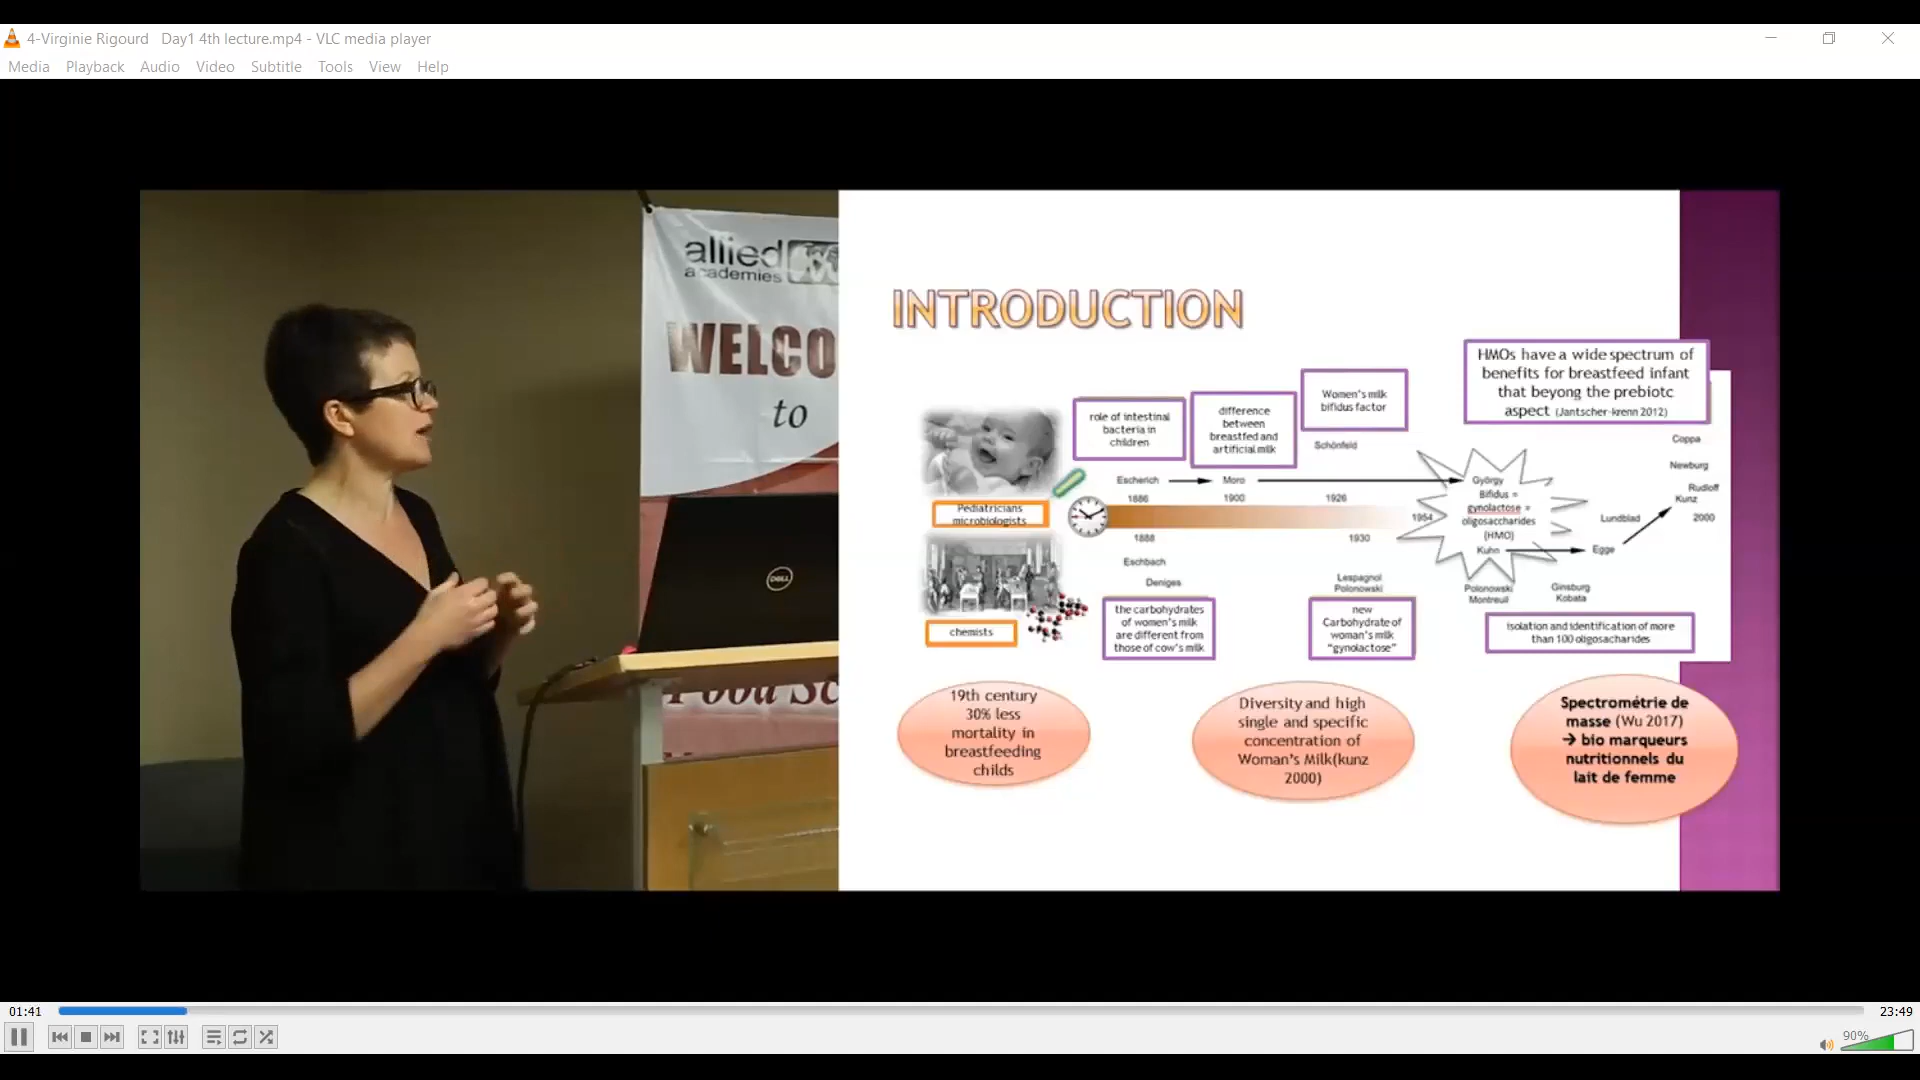 4-Virginie Rigourd   Day1 4th lecture.mp4 - VLC media player
Media Playback Audio Video Subtitle Tools View Help
allied
academies
WELCO
to
DELL
Food Sc
INTRODUCTION
HMOs have a wide spectrum of
benefits for breastfeed infant
that beyong the prebiotc
aspect (Jantscher-krenn 2012)
Women's milk
bifidus factor
difference
between
breastfed and
artificial milk
role of intestinal
bacteria in
children
Schönfeld
Coppa
Newburg
Rudloff
Kunz
2000
Escherich
Moro
1886
1900
1926
1954
György
Bifidus =
gynolactose =
oligosaccharides
(HMO)
Kuhn
Lundblad
Egge
Pediatricians
microbiologists
1888
1930
Eschbach
Deniges
Lespagnol
Polonowski
Polonowski
Montreuil
Ginsburg
Kobata
chemists
the carbohydrates
of women's milk
are different from
those of cow's milk
new
Carbohydrate of
woman's milk
"gynolactose"
isolation and identification of more
than 100 oligosacharides
19th century
30% less
mortality in
breastfeeding
childs
Diversity and high
single and specific
concentration of
Woman's Milk(kunz
2000)
Spectrométrie de
masse (Wu 2017)
→ bio marqueurs
nutritionnels du
lait de femme
01:41
23:49
90%